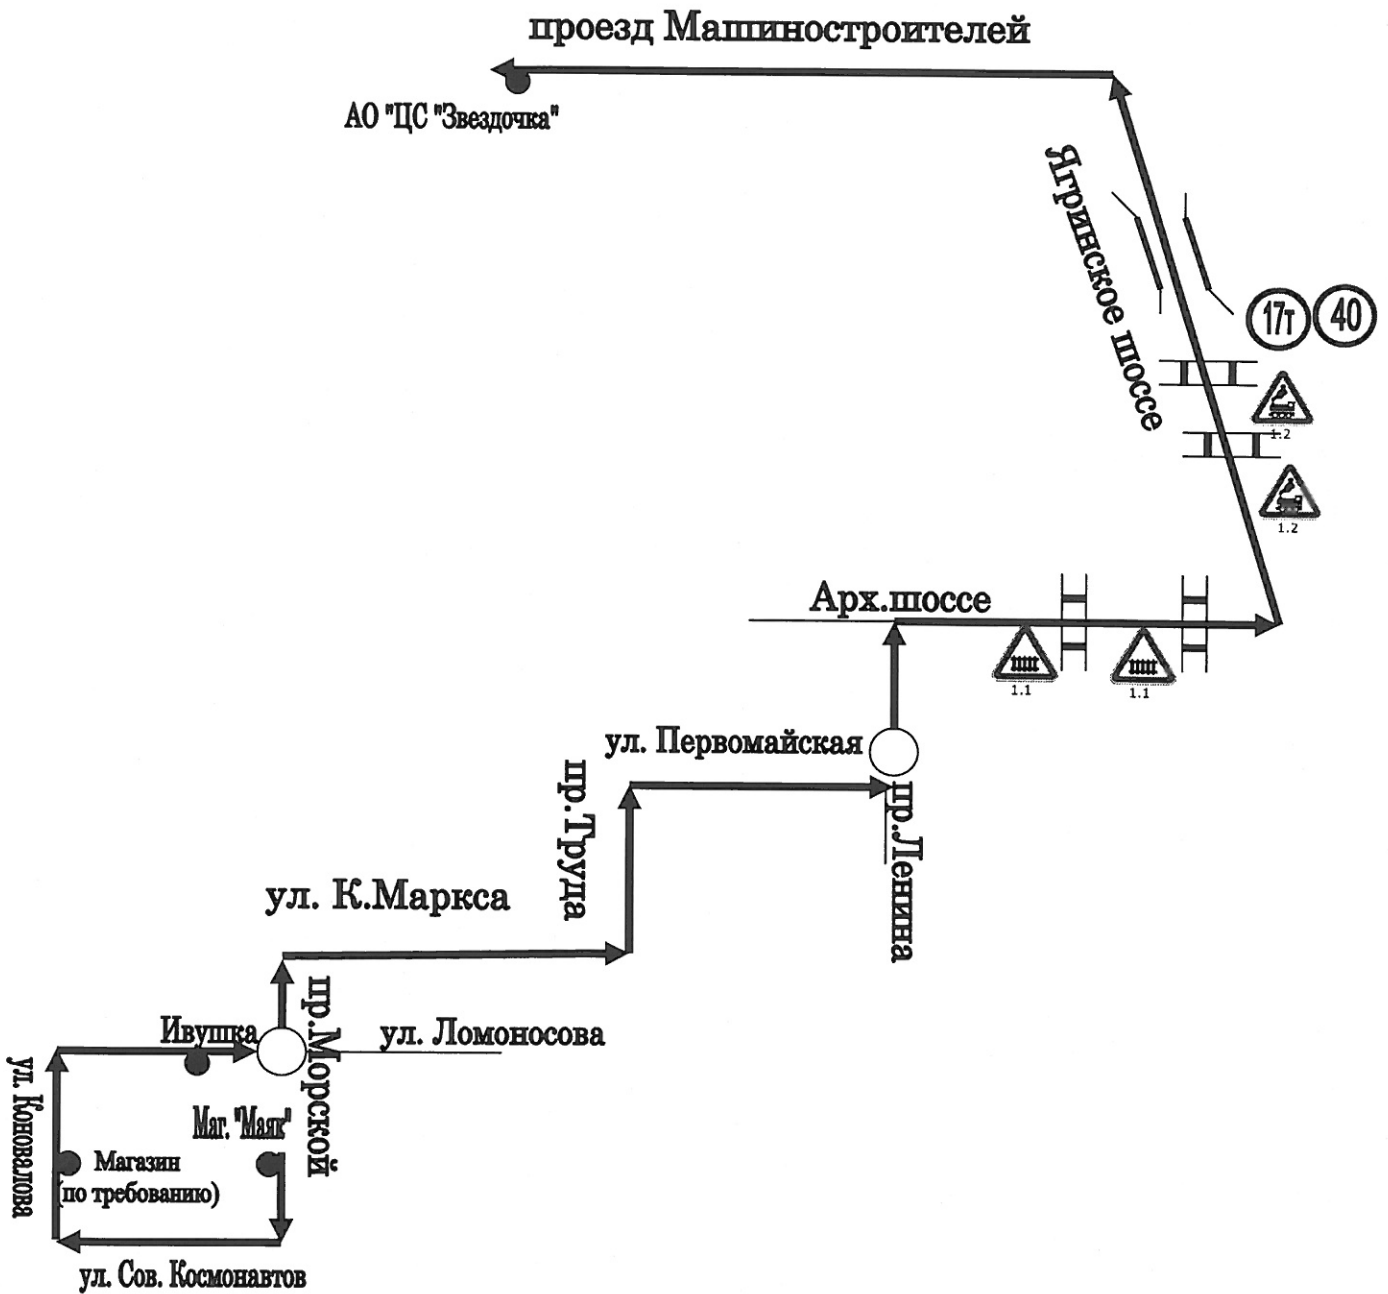 проезд Машиностроителей
АО "ЦС "Звездочка"
Ягринское шоссе
17т
40
1.2
1.2
Арх.шоссе
1.1
1.1
ул. Первомайская
пр.Труда
пр.Ленина
ул. К.Маркса
пр.Морской
Ивушка
ул. Ломоносова
ул. Коновалова
Маг. "Маяк"
Магазин
(по требованию)
ул. Сов. Космонавтов